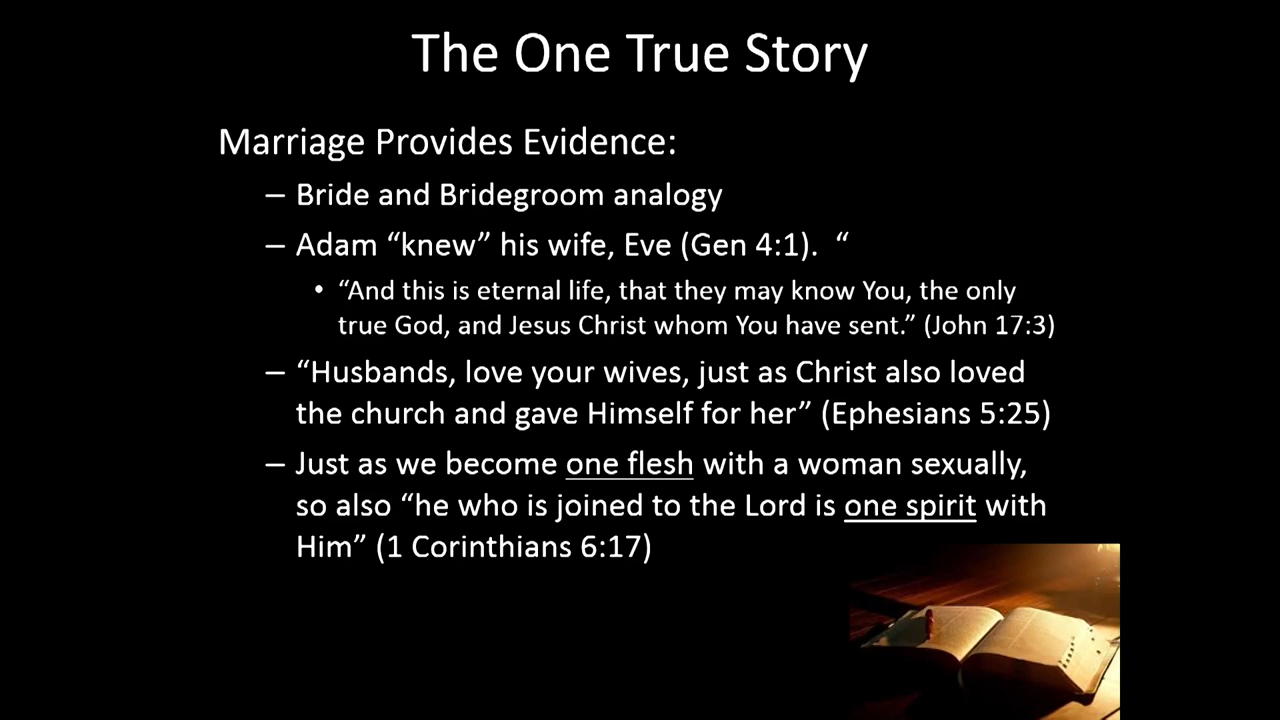 The One True Story
Marriage Provides Evidence:
– Bride and Bridegroom analogy
– Adam “knew” his wife, Eve (Gen 4:1).  “
• “And this is eternal life, that they may know You, the only
true God, and Jesus Christ whom You have sent.” (John 17:3)
– “Husbands, love your wives, just as Christ also loved
the church and gave Himself for her” (Ephesians 5:25)
– Just as we become one flesh with a woman sexually,
so also “he who is joined to the Lord is one spirit with
Him” (1 Corinthians 6:17)